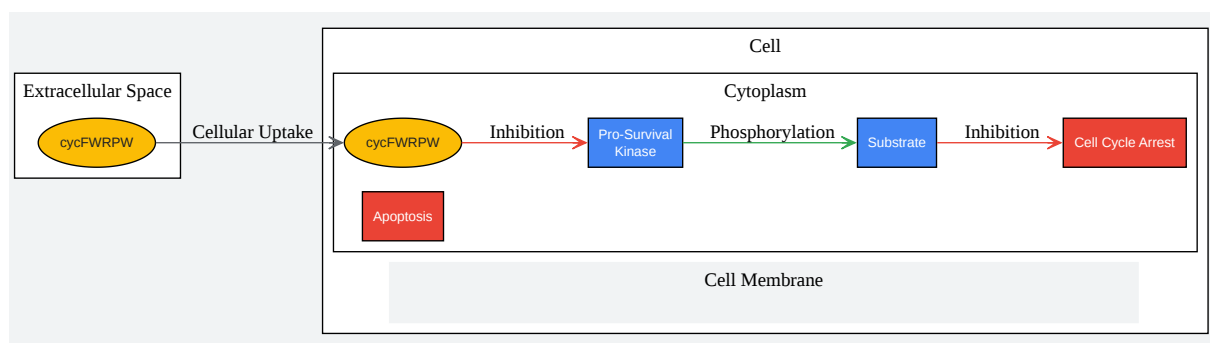 Cell
Extracellular Space
Cytoplasm
cycFWRPW
Cellular Uptake
cycFWRPW
Inhibition
Pro-Survival
Kinase
Phosphorylation
Substrate
Inhibition
Cell Cycle Arrest
Apoptosis
Cell Membrane